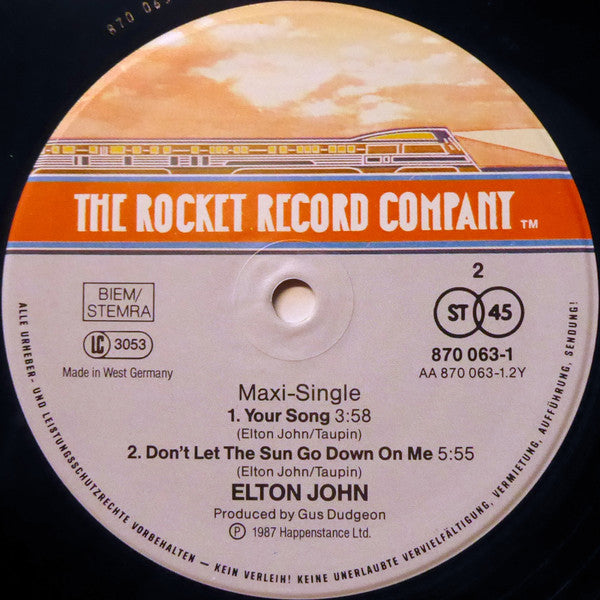 870 063
THE ROCKET RECORD COMPANY TM
2
BIEM/
STEMRA
ST 45
LC 3053
870 063-1
Made in West Germany
AA 870 063-1.2Y
Maxi-Single
1. Your Song 3:58
(Elton John/Taupin)
2. Don't Let The Sun Go Down On Me 5:55
(Elton John/Taupin)
ELTON JOHN
Produced by Gus Dudgeon
Ⓟ 1987 Happenstance Ltd.
ALLE URHEBER- UND LEISTUNGSSCHUTZRECHTE VORBEHALTEN – KEIN VERLEIH! KEINE UNERLAUBTE VERVIELFÄLTIGUNG, VERMIETUNG, AUFFÜHRUNG, SENDUNG!